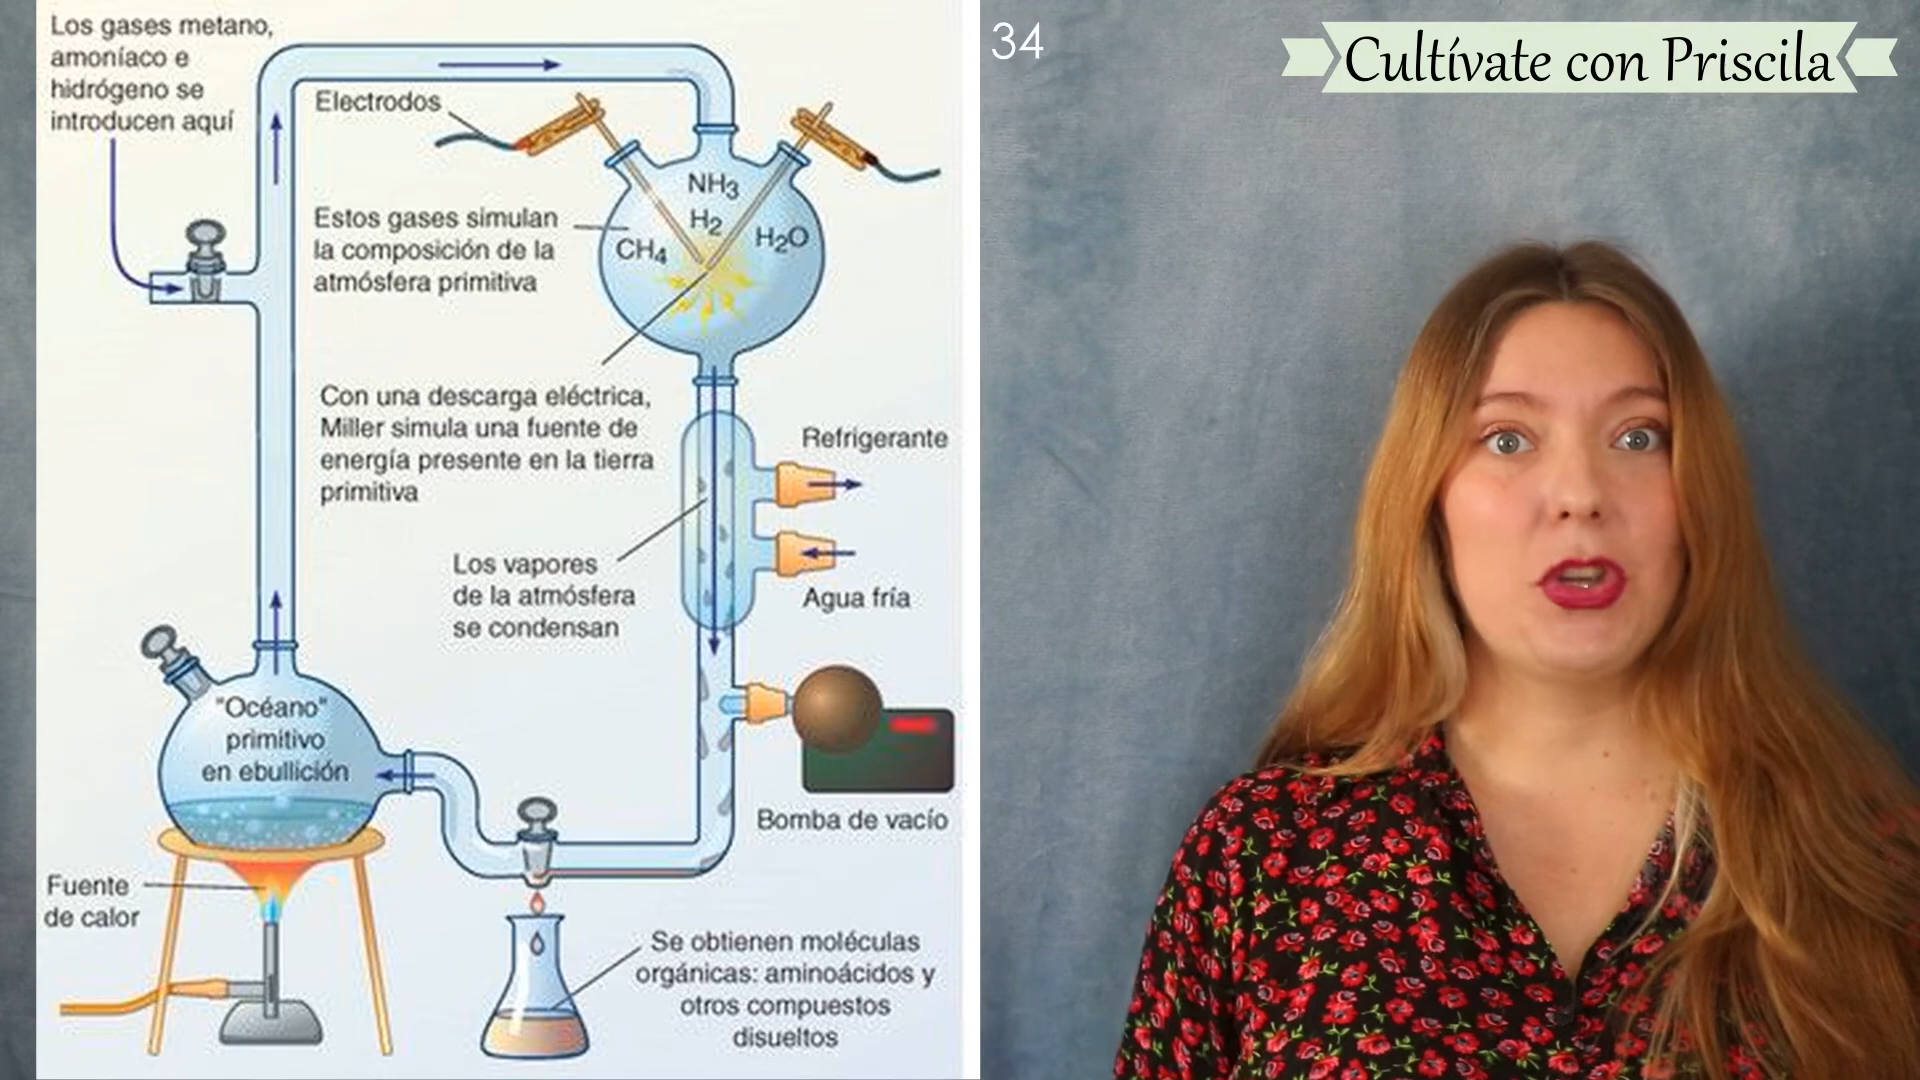 Los gases metano,
amoníaco e
hidrógeno se
introducen aquí
Electrodos
NH3
H2
CH4
H2O
Estos gases simulan
la composición de la
atmósfera primitiva
Con una descarga eléctrica,
Miller simula una fuente de
energía presente en la tierra
primitiva
Refrigerante
Los vapores
de la atmósfera
se condensan
Agua fría
"Océano"
primitivo
en ebullición
Bomba de vacío
Fuente
de calor
Se obtienen moléculas
orgánicas: aminoácidos y
otros compuestos
disueltos
34
Cultívate con Priscila